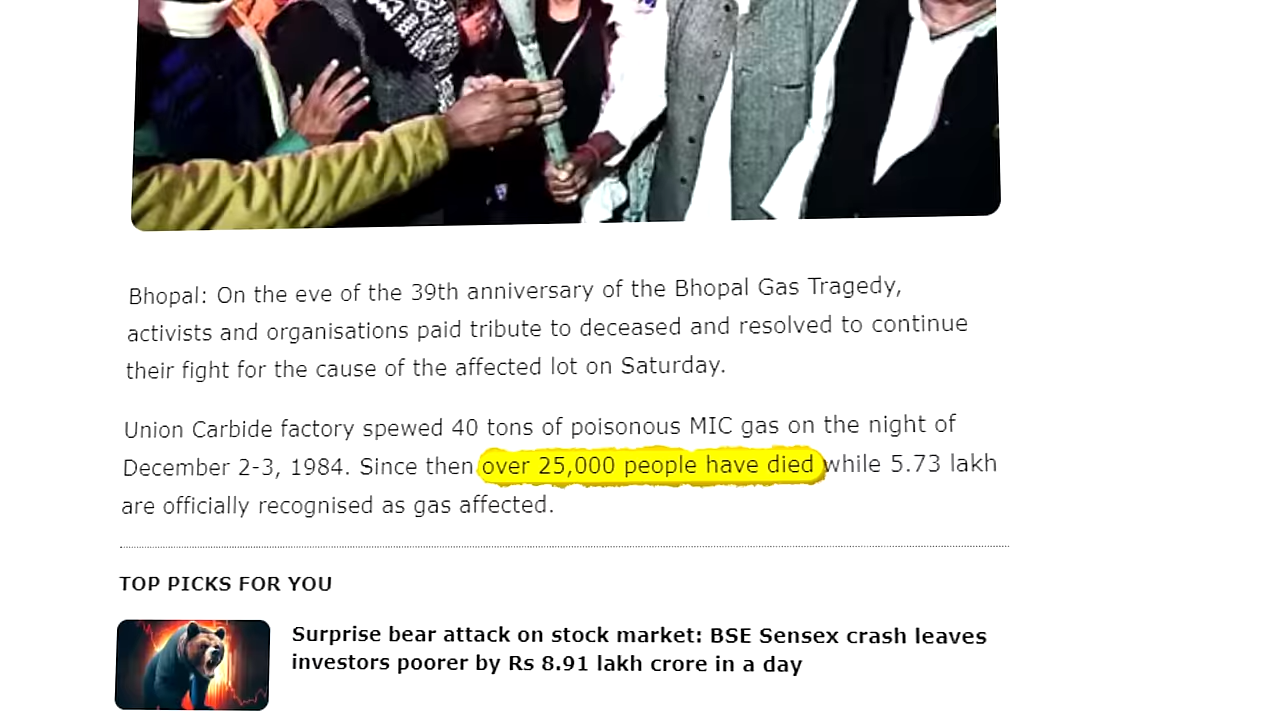 Bhopal: On the eve of the 39th anniversary of the Bhopal Gas Tragedy,
activists and organisations paid tribute to deceased and resolved to continue
their fight for the cause of the affected lot on Saturday.
Union Carbide factory spewed 40 tons of poisonous MIC gas on the night of
December 2-3, 1984. Since then over 25,000 people have died while 5.73 lakh
are officially recognised as gas affected.
TOP PICKS FOR YOU
Surprise bear attack on stock market: BSE Sensex crash leaves
investors poorer by Rs 8.91 lakh crore in a day